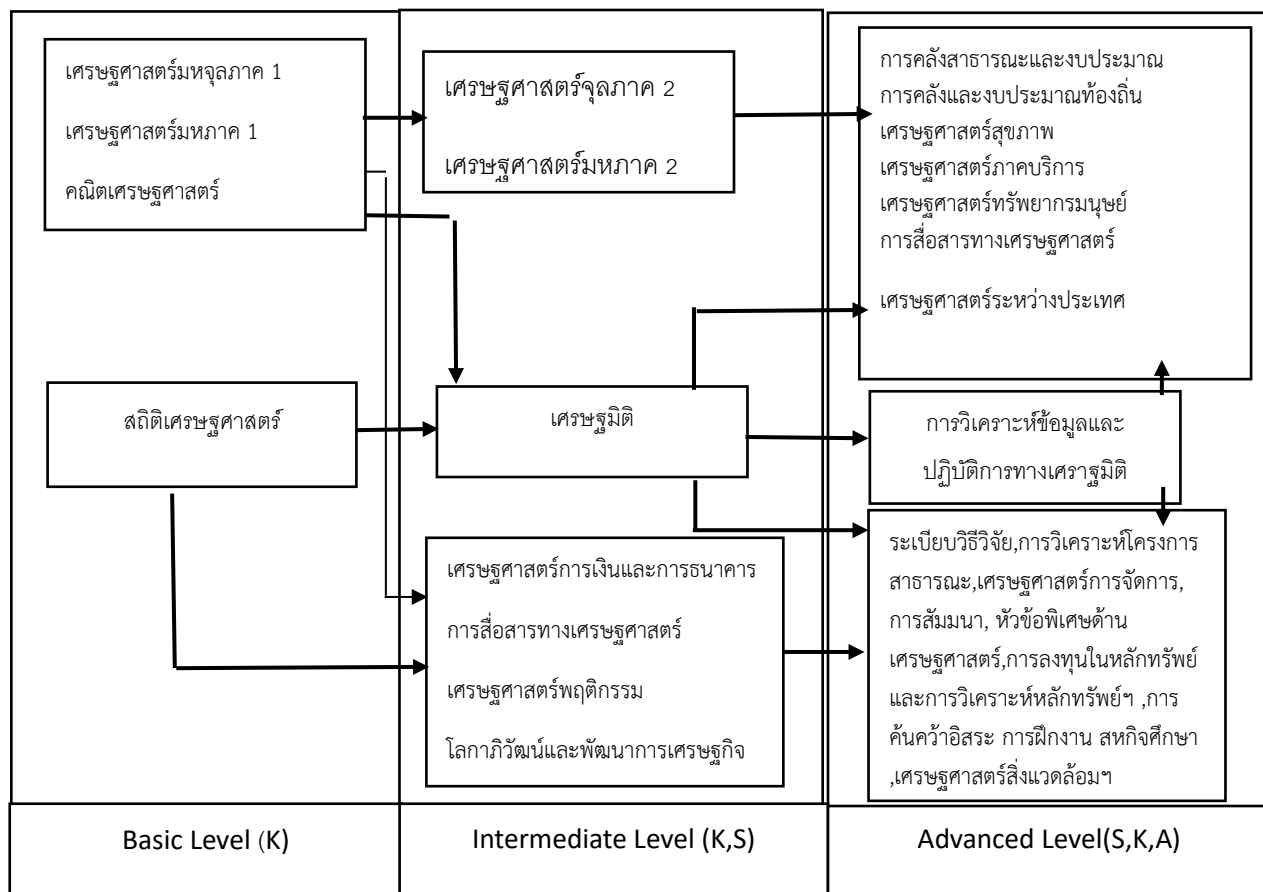 เศรษฐศาสตร์มหจุลภาค 1
เศรษฐศาสตร์มหภาค 1
คณิตเศรษฐศาสตร์
สถิติเศรษฐศาสตร์
เศรษฐศาสตร์จุลภาค 2
เศรษฐศาสตร์มหภาค 2
เศรษฐมิติ
เศรษฐศาสตร์การเงินและการธนาคาร
การสื่อสารทางเศรษฐศาสตร์
เศรษฐศาสตร์พฤติกรรม
โลกาภิวัฒน์และพัฒนาการเศรษฐกิจ
การคลังสาธารณะและงบประมาณ
การคลังและงบประมาณท้องถิ่น
เศรษฐศาสตร์สุขภาพ
เศรษฐศาสตร์ภาคบริการ
เศรษฐศาสตร์ทรัพยากรมนุษย์
การสื่อสารทางเศรษฐศาสตร์
เศรษฐศาสตร์ระหว่างประเทศ
การวิเคราะห์ข้อมูลและ
ปฏิบัติการทางเศราฐมิติ
ระเบียบวิธีวิจัย,การวิเคราะห์โครงการ
สาธารณะ,เศรษฐศาสตร์การจัดการ,
การสัมมนา, หัวข้อพิเศษด้าน
เศรษฐศาสตร์,การลงทุนในหลักทรัพย์
และการวิเคราะห์หลักทรัพย์ฯ ,การ
ค้นคว้าอิสระ การฝึกงาน สหกิจศึกษา
,เศรษฐศาสตร์สิ่งแวดล้อมฯ
Basic Level (K)
Intermediate Level (K,S)
Advanced Level(S,K,A)